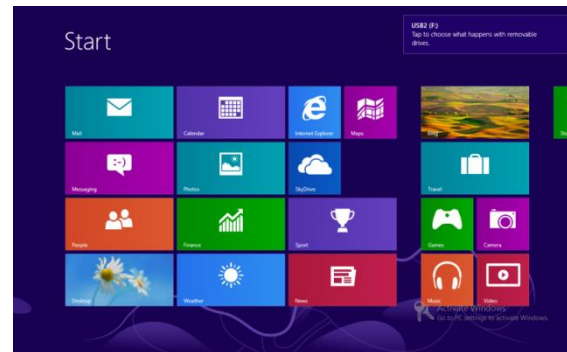 Start
USB2 (F:)
Tap to choose what happens with removable
drives.
Mail
Calendar
Internet Explorer
Maps
Bing
Messaging
Photos
SkyDrive
Travel
People
Finance
Sport
Games
Camera
Desktop
Weather
News
Music
Video
Activate Windows
Go to PC settings to activate Windows.